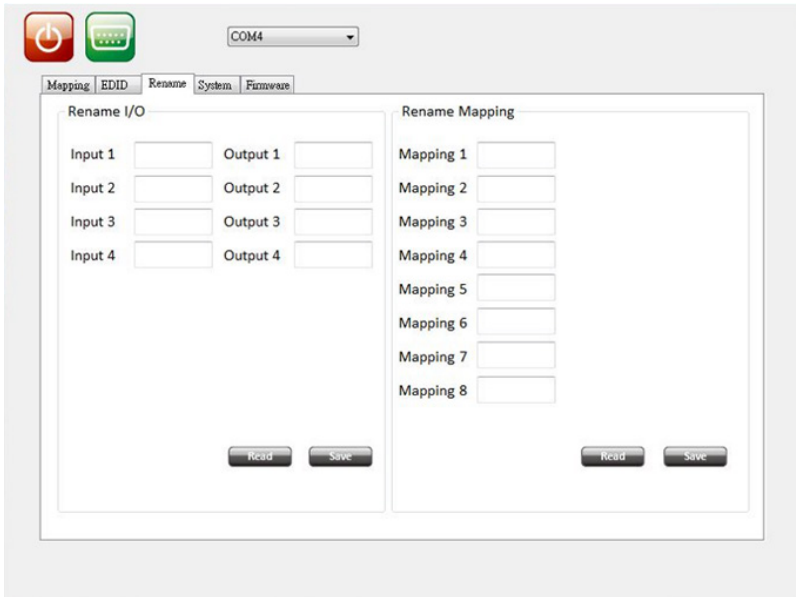 COM4
Mapping EDID Rename System Firmware
Rename I/O
Input 1 Output 1
Input 2 Output 2
Input 3 Output 3
Input 4 Output 4
Read Save
Rename Mapping
Mapping 1
Mapping 2
Mapping 3
Mapping 4
Mapping 5
Mapping 6
Mapping 7
Mapping 8
Read Save